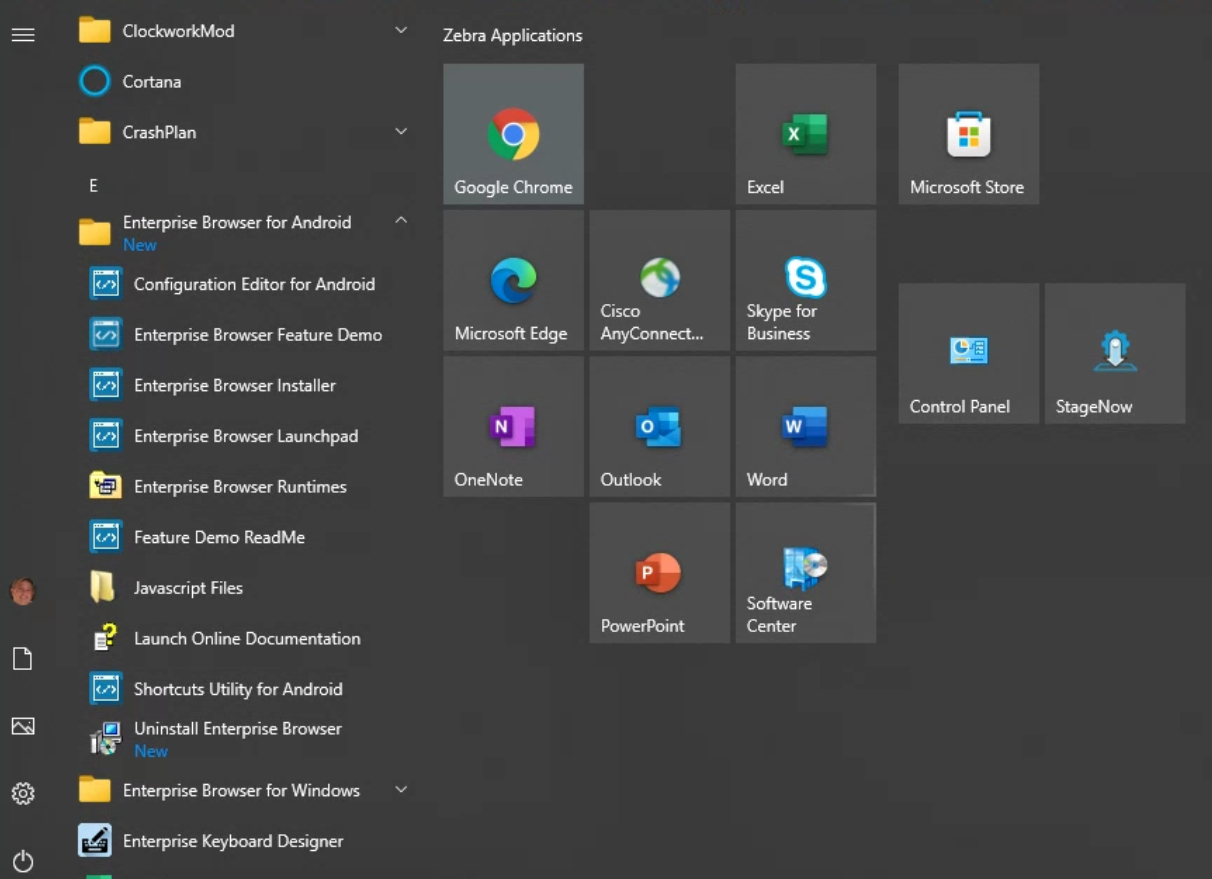 ClockworkMod
Cortana
CrashPlan
E
Enterprise Browser for Android
New
Configuration Editor for Android
Enterprise Browser Feature Demo
Enterprise Browser Installer
Enterprise Browser Launchpad
Enterprise Browser Runtimes
Feature Demo ReadMe
Javascript Files
Launch Online Documentation
Shortcuts Utility for Android
Uninstall Enterprise Browser
New
Enterprise Browser for Windows
Enterprise Keyboard Designer
Zebra Applications
Google Chrome
X
Excel
Microsoft Store
Microsoft Edge
Cisco
AnyConnect...
S
Skype for
Business
Control Panel
StageNow
N
OneNote
O
Outlook
W
Word
P
PowerPoint
Software
Center